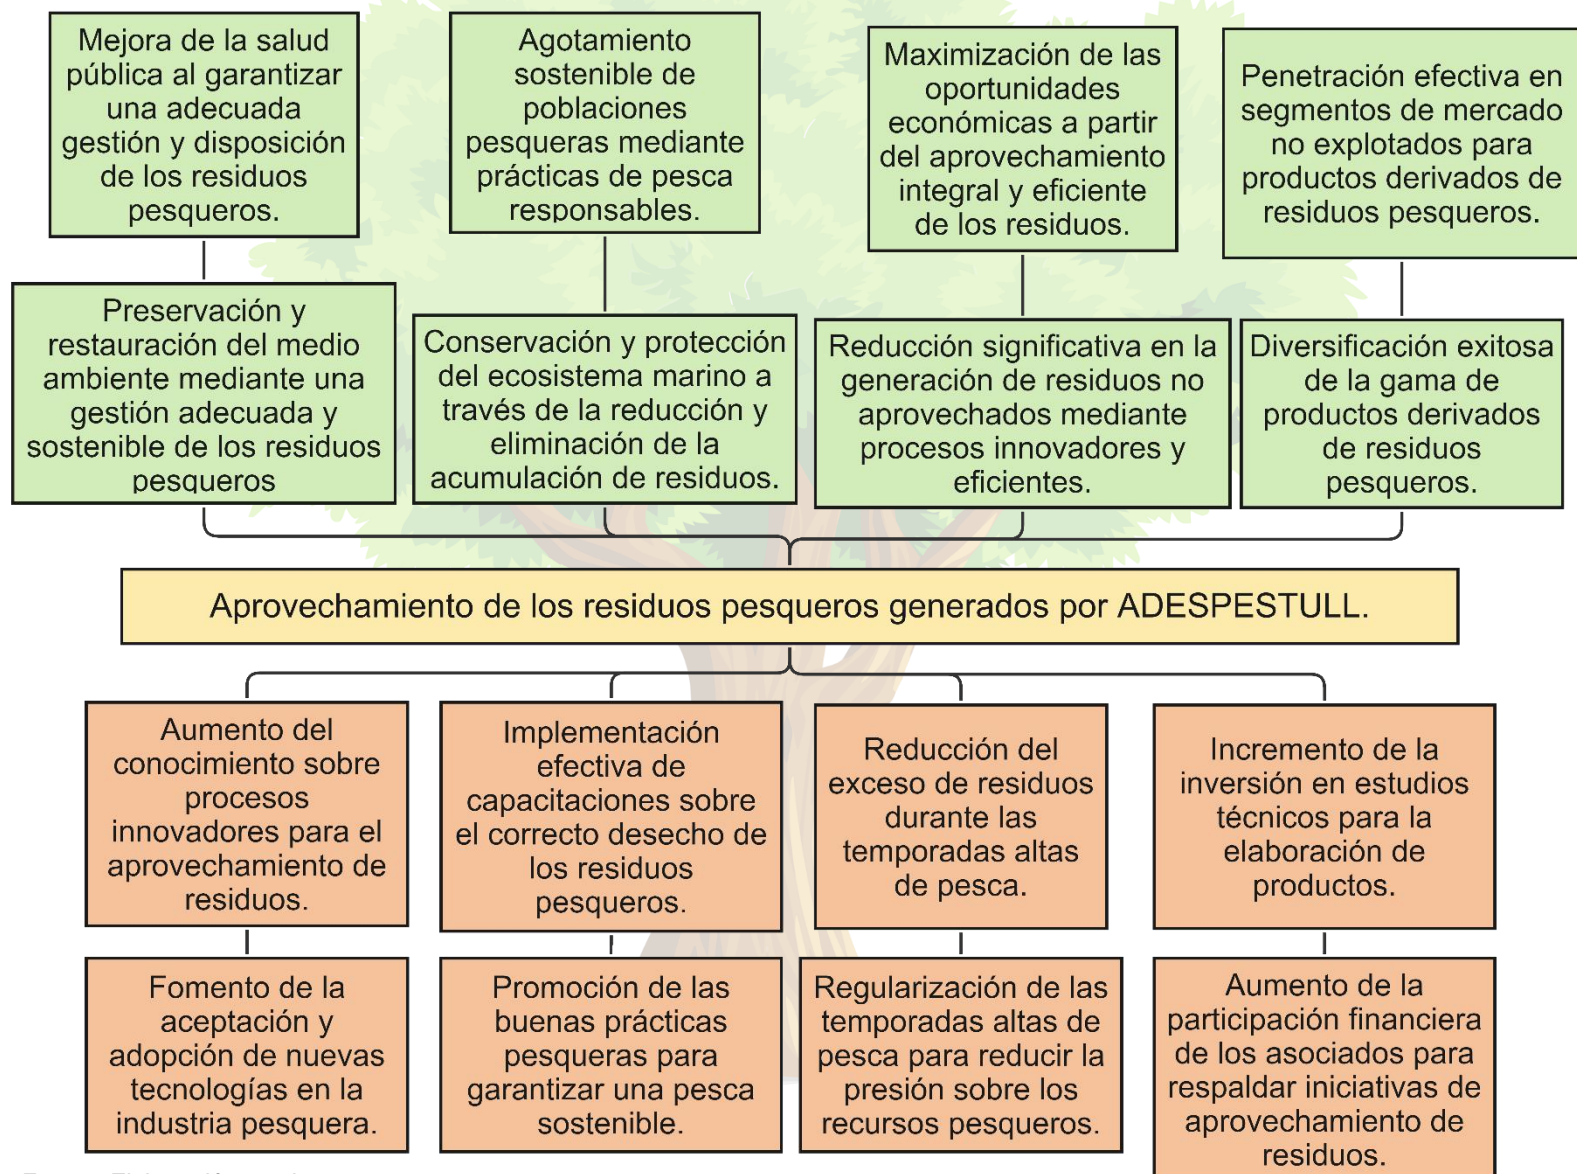 Mejora de la salud
pública al garantizar
una adecuada
gestión y disposición
de los residuos
pesqueros.
Agotamiento
sostenible de
poblaciones
pesqueras mediante
prácticas de pesca
responsables.
Maximización de las
oportunidades
económicas a partir
del aprovechamiento
integral y eficiente
de los residuos.
Penetración efectiva en
segmentos de mercado
no explotados para
productos derivados de
residuos pesqueros.
Preservación y
restauración del medio
ambiente mediante una
gestión adecuada y
sostenible de los residuos
pesqueros
Conservación y protección
del ecosistema marino a
través de la reducción y
eliminación de la
acumulación de residuos.
Reducción significativa en la
generación de residuos no
aprovechados mediante
procesos innovadores y
eficientes.
Diversificación exitosa
de la gama de
productos derivados
de residuos
pesqueros.
Aprovechamiento de los residuos pesqueros generados por ADESPESTULL.
Aumento del
conocimiento sobre
procesos
innovadores para el
aprovechamiento de
residuos.
Implementación
efectiva de
capacitaciones sobre
el correcto desecho de
los residuos
pesqueros.
Reducción del
exceso de residuos
durante las
temporadas altas
de pesca.
Incremento de la
inversión en estudios
técnicos para la
elaboración de
productos.
Fomento de la
aceptación y
adopción de nuevas
tecnologías en la
industria pesquera.
Promoción de las
buenas prácticas
pesqueras para
garantizar una pesca
sostenible.
Regularización de las
temporadas altas de
pesca para reducir la
presión sobre los
recursos pesqueros.
Aumento de la
participación financiera
de los asociados para
respaldar iniciativas de
aprovechamiento de
residuos.